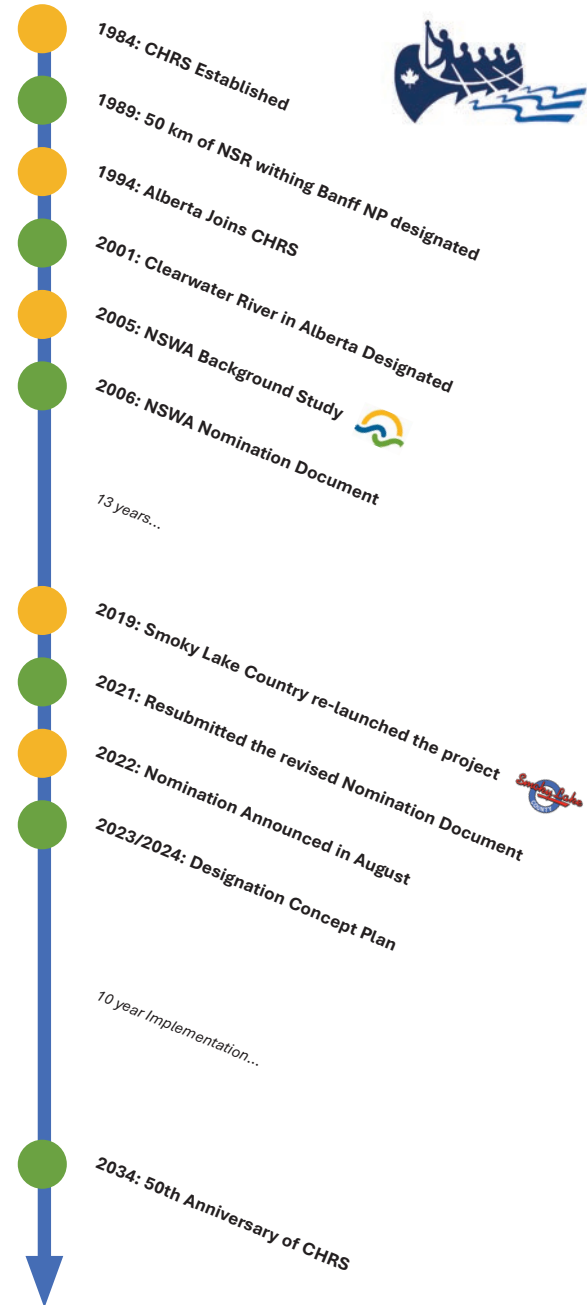 1984: CHRS Established
1989: 50 km of NSR withing Banff NP designated
1994: Alberta Joins CHRS
2001: Clearwater River in Alberta Designated
2005: NSWA Background Study
2006: NSWA Nomination Document
13 years...
2019: Smoky Lake Country re-launched the project
Smoky Lake
COUNTY
2021: Resubmitted the revised Nomination Document
2022: Nomination Announced in August
2023/2024: Designation Concept Plan
10 year Implementation...
2034: 50th Anniversary of CHRS